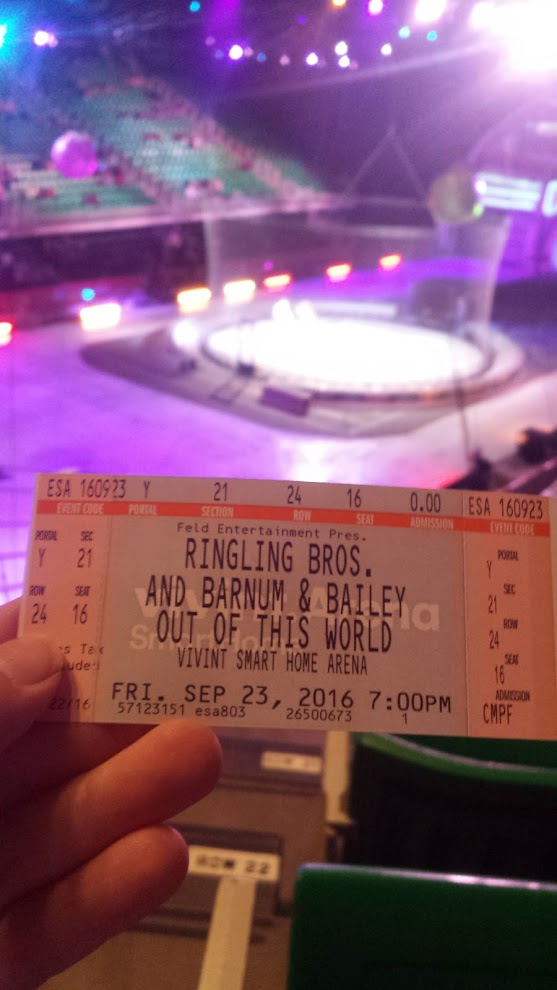 ESA 160923 Y 21 24 16 0.00 ESA 160923
EVENT CODE PORTAL SECTION ROW SEAT ADMISSION EVENT CODE
PORTAL SEC
Y 21
ROW SEAT
24 16
Feld Entertainment Pres.
RINGLING BROS.
AND BARNUM & BAILEY
OUT OF THIS WORLD
VIVINT SMART HOME ARENA
FRI. SEP 23, 2016 7:00PM
57123151 esa803 26500673 1
22/16
PORTAL
Y
SEC
21
ROW
24
SEAT
16
ADMISSION
CMPF
ROW 22